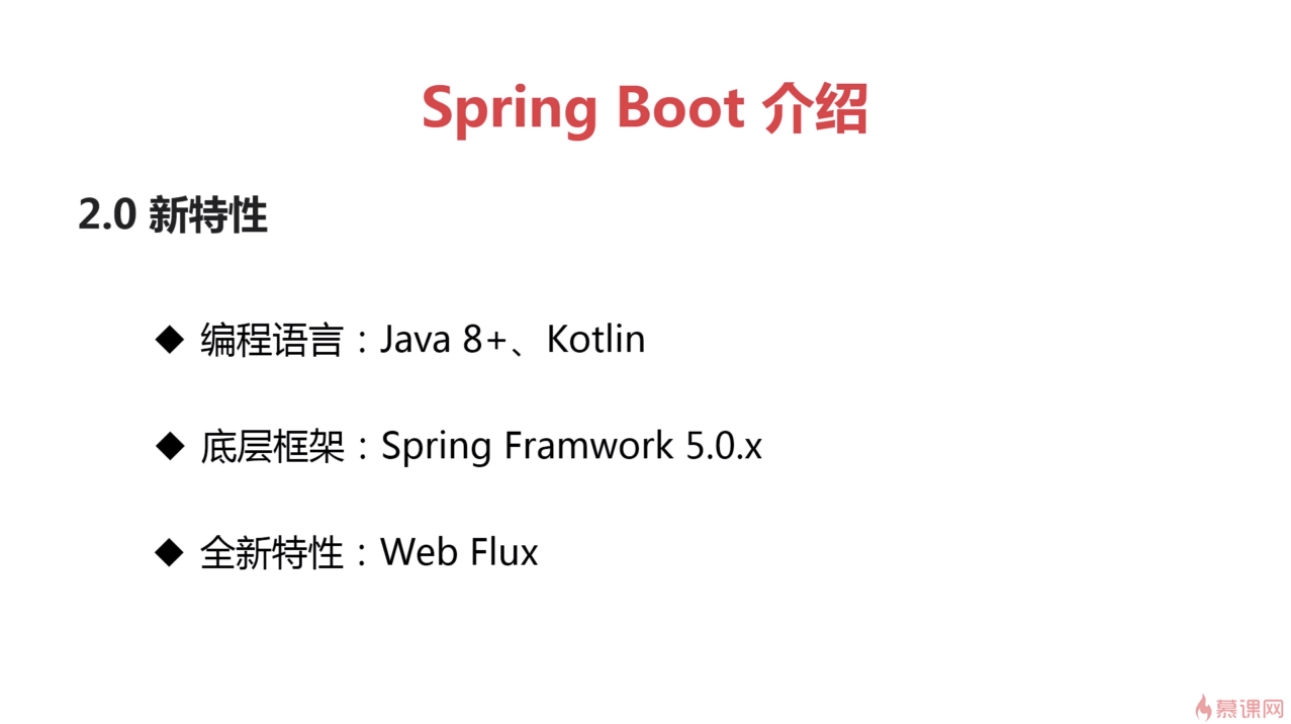 Spring Boot 介绍
2.0 新特性
◆ 编程语言：Java 8+、Kotlin
◆ 底层框架：Spring Framwork 5.0.x
◆ 全新特性：Web Flux
慕课网